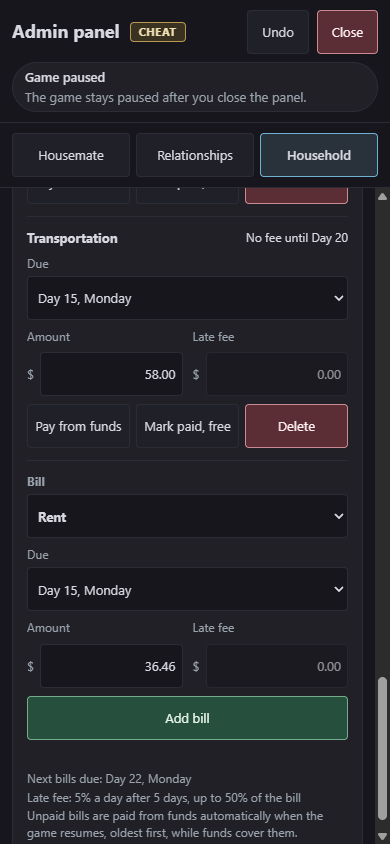 Admin panel CHEAT Undo Close
Game paused
The game stays paused after you close the panel.
Housemate Relationships Household
Transportation No fee until Day 20
Due
Day 15, Monday
Amount Late fee
$ 58.00 $ 0.00
Pay from funds Mark paid, free Delete
Bill
Rent
Due
Day 15, Monday
Amount Late fee
$ 36.46 $ 0.00
Add bill
Next bills due: Day 22, Monday
Late fee: 5% a day after 5 days, up to 50% of the bill
Unpaid bills are paid from funds automatically when the
game resumes, oldest first, while funds cover them.